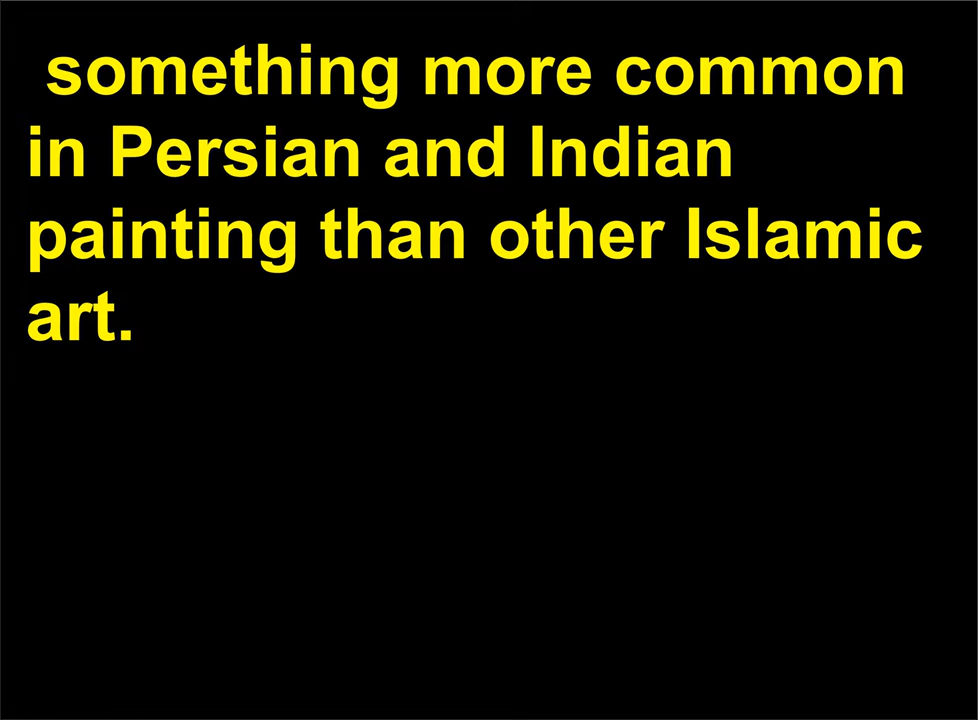 something more common
in Persian and Indian
painting than other Islamic
art.